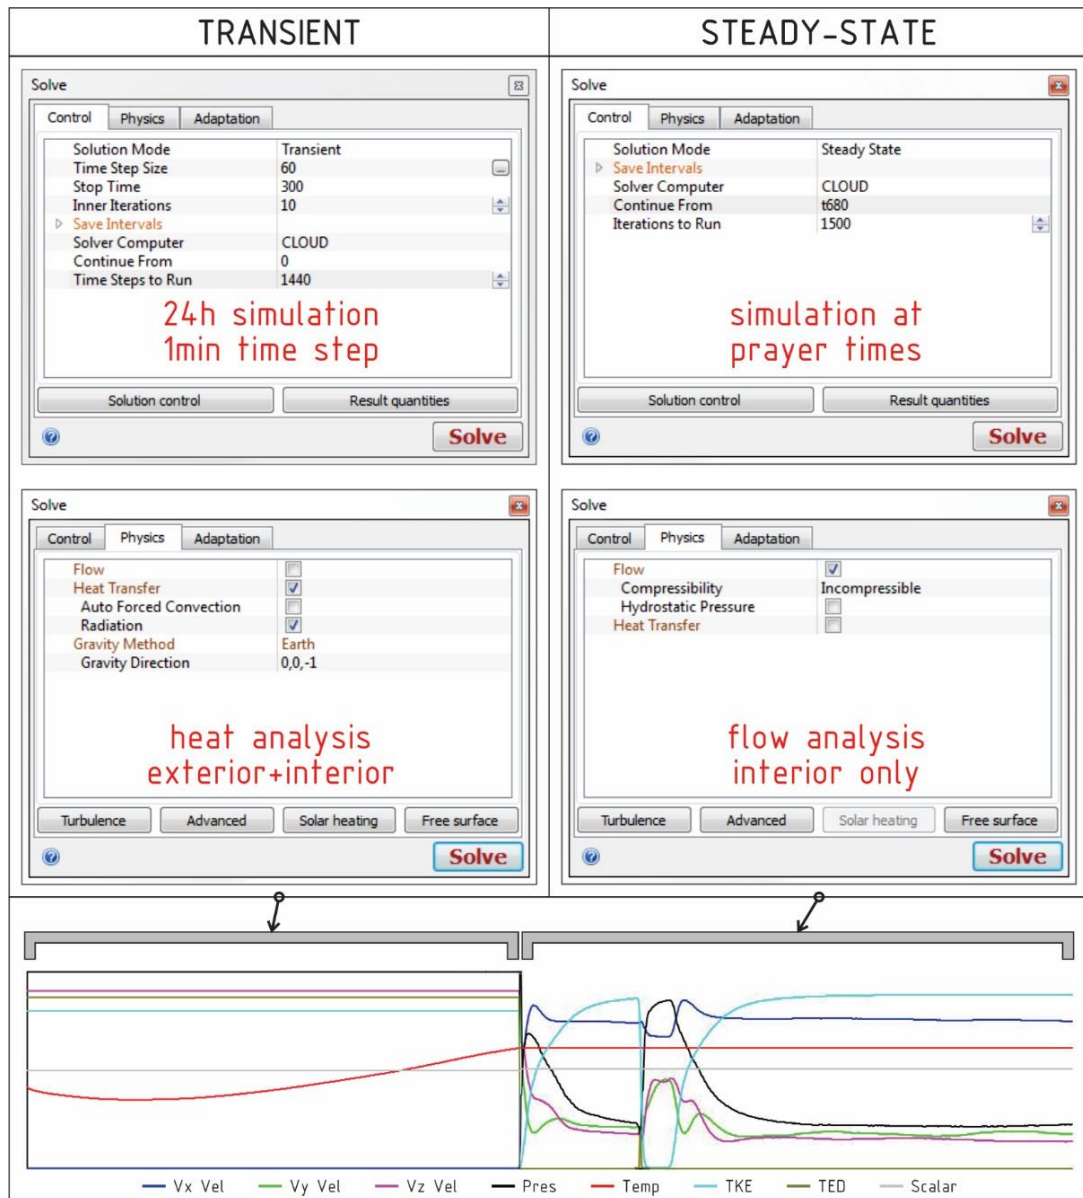 TRANSIENT
STEADY-STATE
Solve
Control Physics Adaptation
Solution Mode Transient
Time Step Size 60
Stop Time 300
Inner Iterations 10
Save Intervals
Solver Computer CLOUD
Continue From 0
Time Steps to Run 1440
24h simulation
1min time step
Solution control Result quantities
Solve
Solve
Control Physics Adaptation
Solution Mode Steady State
Save Intervals
Solver Computer CLOUD
Continue From t680
Iterations to Run 1500
simulation at
prayer times
Solution control Result quantities
Solve
Solve
Control Physics Adaptation
Flow
Heat Transfer
Auto Forced Convection
Radiation
Gravity Method Earth
Gravity Direction 0,0,-1
heat analysis
exterior+interior
Turbulence Advanced Solar heating Free surface
Solve
Solve
Control Physics Adaptation
Flow
Compressibility Incompressible
Hydrostatic Pressure
Heat Transfer
flow analysis
interior only
Turbulence Advanced Solar heating Free surface
Solve
Vx Vel Vy Vel Vz Vel Pres Temp TKE TED Scalar